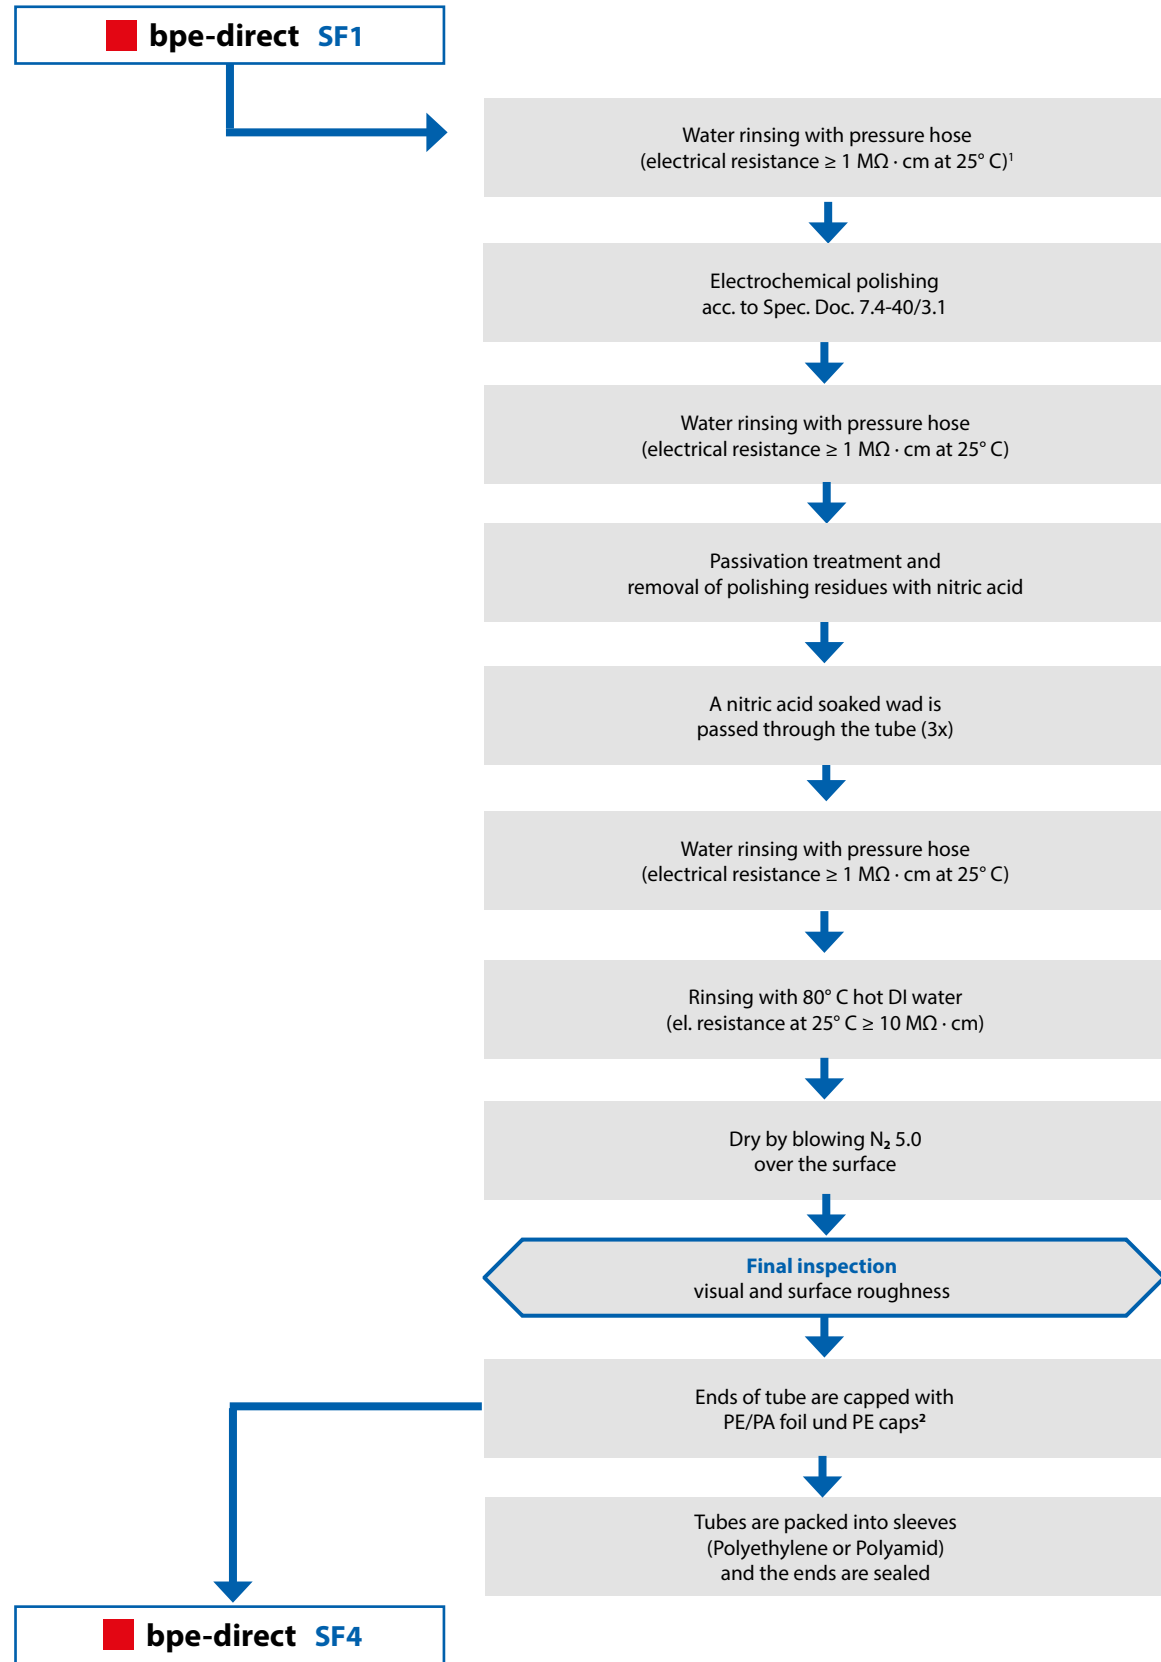 bpe-direct SF1
Water rinsing with pressure hose
(electrical resistance ≥ 1 MΩ · cm at 25° C)¹
Electrochemical polishing
acc. to Spec. Doc. 7.4-40/3.1
Water rinsing with pressure hose
(electrical resistance ≥ 1 MΩ · cm at 25° C)
Passivation treatment and
removal of polishing residues with nitric acid
A nitric acid soaked wad is
passed through the tube (3x)
Water rinsing with pressure hose
(electrical resistance ≥ 1 MΩ · cm at 25° C)
Rinsing with 80° C hot DI water
(el. resistance at 25° C ≥ 10 MΩ · cm)
Dry by blowing N₂ 5.0
over the surface
Final inspection
visual and surface roughness
Ends of tube are capped with
PE/PA foil und PE caps²
Tubes are packed into sleeves
(Polyethylene or Polyamid)
and the ends are sealed
bpe-direct SF4